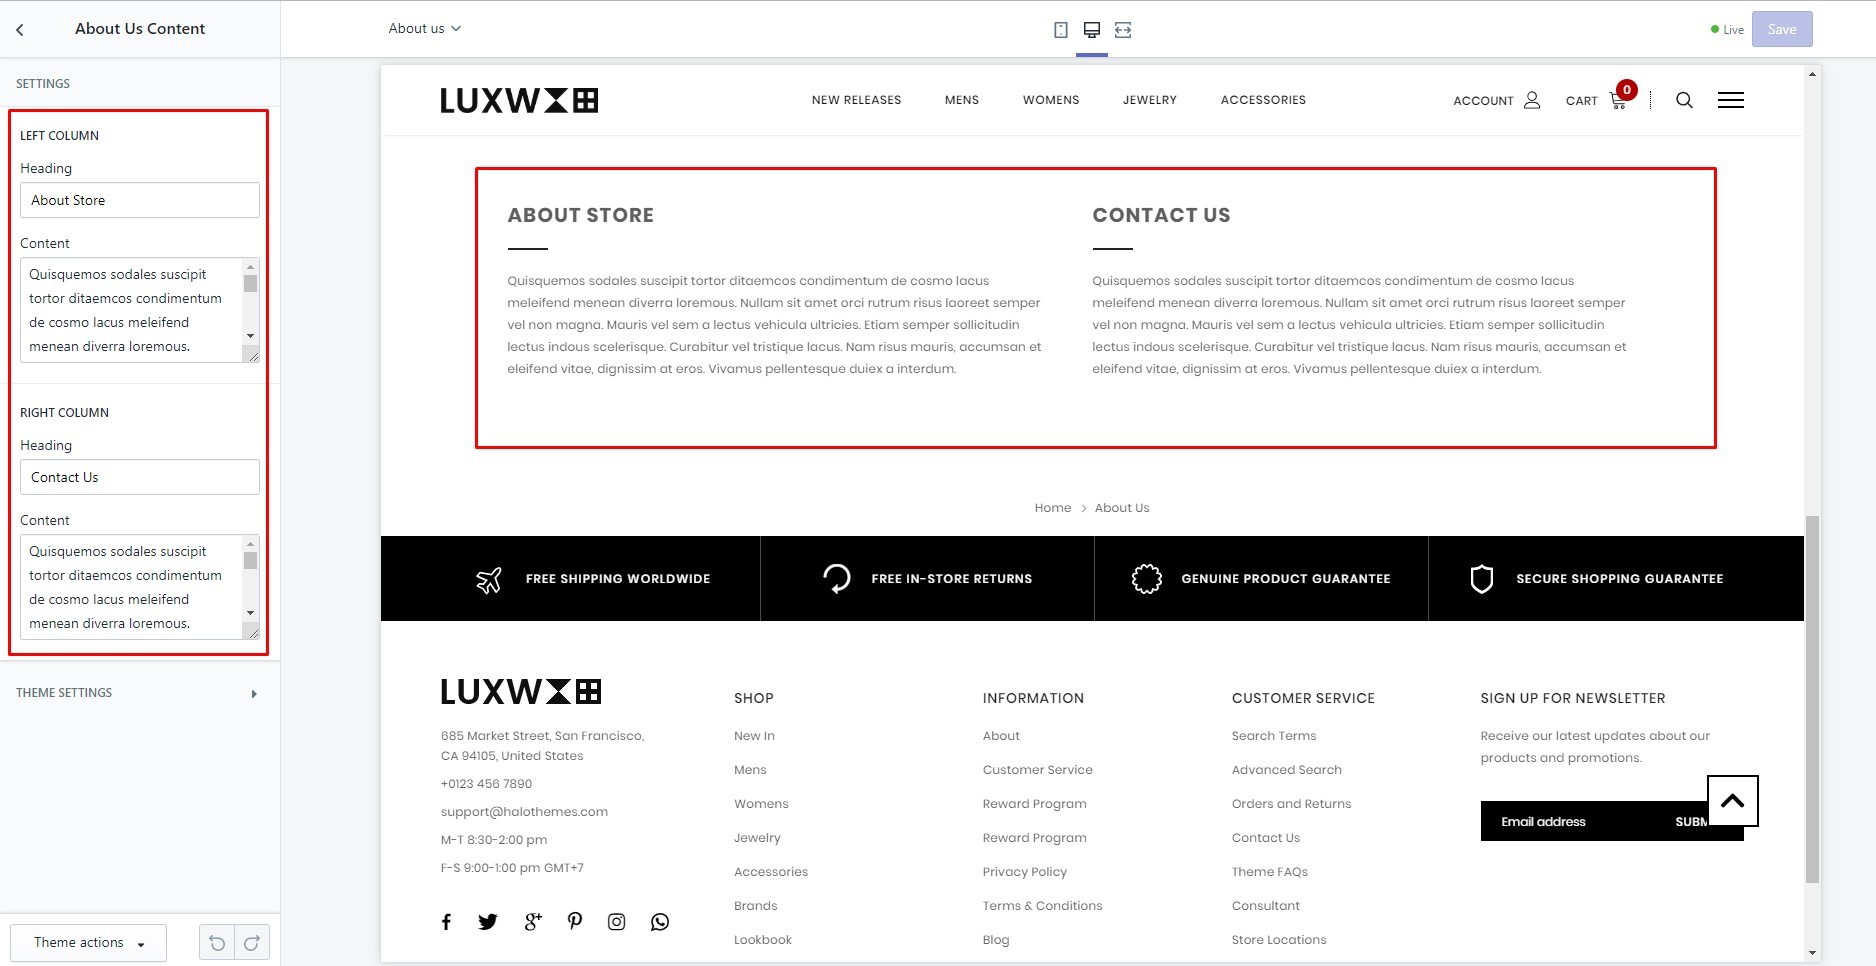 About Us Content
About us
Live
Save
SETTINGS
LEFT COLUMN
Heading
About Store
Content
Quisquemos sodales suscipit
tortor ditaemcos condimentum
de cosmo lacus meleifend
menean diverra loremous.
RIGHT COLUMN
Heading
Contact Us
Content
Quisquemos sodales suscipit
tortor ditaemcos condimentum
de cosmo lacus meleifend
menean diverra loremous.
THEME SETTINGS
Theme actions
LUXW
NEW RELEASES MENS WOMENS JEWELRY ACCESSORIES
ACCOUNT CART 0
ABOUT STORE
Quisquemos sodales suscipit tortor ditaemcos condimentum de cosmo lacus
meleifend menean diverra loremous. Nullam sit amet orci rutrum risus laoreet semper
vel non magna. Mauris vel sem a lectus vehicula ultricies. Etiam semper sollicitudin
lectus indous scelerisque. Curabitur vel tristique lacus. Nam risus mauris, accumsan et
eleifend vitae, dignissim at eros. Vivamus pellentesque duiex a interdum.
CONTACT US
Quisquemos sodales suscipit tortor ditaemcos condimentum de cosmo lacus
meleifend menean diverra loremous. Nullam sit amet orci rutrum risus laoreet semper
vel non magna. Mauris vel sem a lectus vehicula ultricies. Etiam semper sollicitudin
lectus indous scelerisque. Curabitur vel tristique lacus. Nam risus mauris, accumsan et
eleifend vitae, dignissim at eros. Vivamus pellentesque duiex a interdum.
Home > About Us
FREE SHIPPING WORLDWIDE
FREE IN-STORE RETURNS
GENUINE PRODUCT GUARANTEE
SECURE SHOPPING GUARANTEE
LUXW
685 Market Street, San Francisco,
CA 94105, United States
+0123 456 7890
support@halothemes.com
M-T 8:30-2:00 pm
F-S 9:00-1:00 pm GMT+7
SHOP
New In
Mens
Womens
Jewelry
Accessories
Brands
Lookbook
INFORMATION
About
Customer Service
Reward Program
Reward Program
Privacy Policy
Terms & Conditions
Blog
CUSTOMER SERVICE
Search Terms
Advanced Search
Orders and Returns
Contact Us
Theme FAQs
Consultant
Store Locations
SIGN UP FOR NEWSLETTER
Receive our latest updates about our
products and promotions.
Email address
SUBM